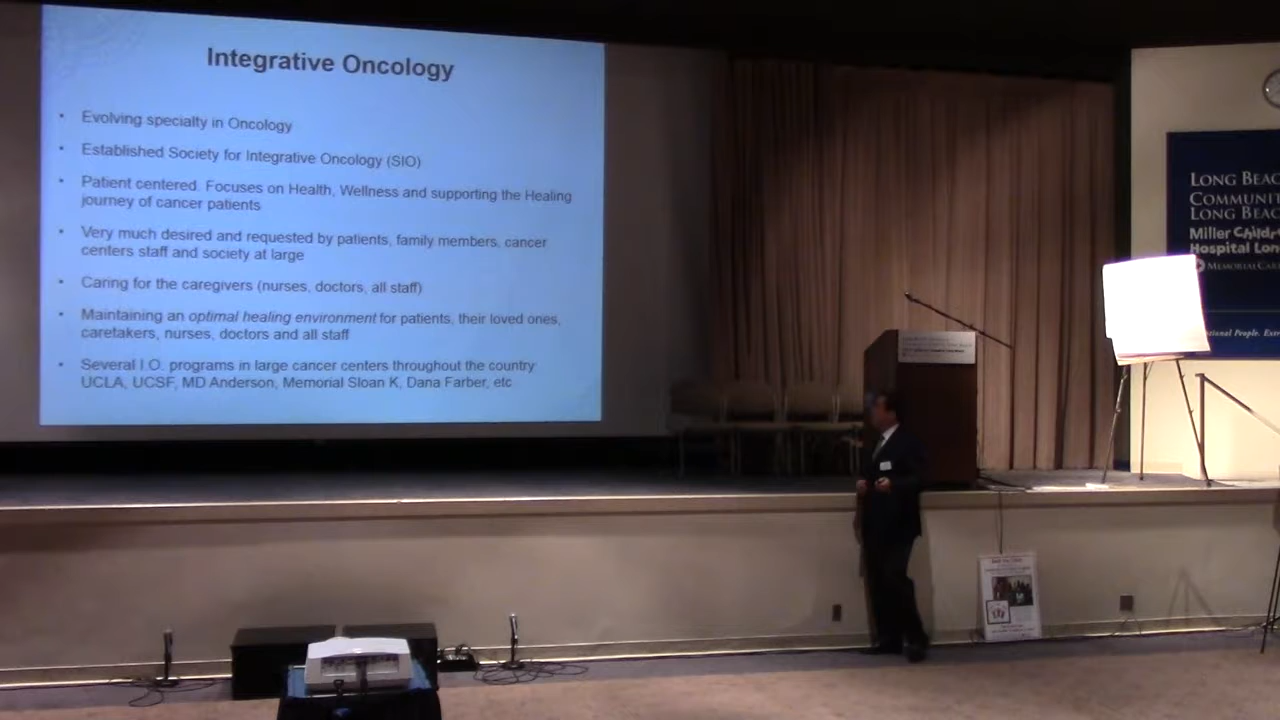 Integrative Oncology
• Evolving specialty in Oncology
• Established Society for Integrative Oncology (SIO)
• Patient centered. Focuses on Health, Wellness and supporting the Healing
journey of cancer patients
• Very much desired and requested by patients, family members, cancer
centers staff and society at large
• Caring for the caregivers (nurses, doctors, all staff)
• Maintaining an optimal healing environment for patients, their loved ones,
caretakers, nurses, doctors and all staff
• Several I.O. programs in large cancer centers throughout the country
UCLA, UCSF, MD Anderson, Memorial Sloan K, Dana Farber, etc
LONG BEAC
COMMUNIT
LONG BEAC
Miller Childr
Hospital Lon
MEMORIAL CAR
ational People. Exte